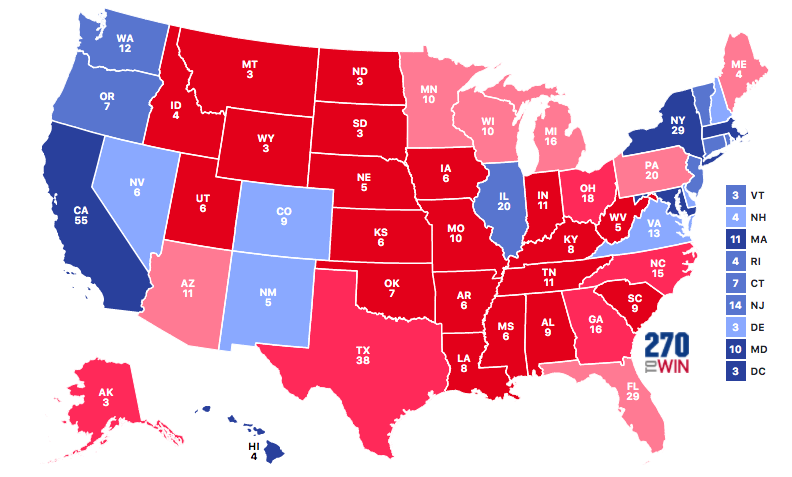 WA
12
OR
7
CA
55
NV
6
ID
4
MT
3
WY
3
UT
6
AZ
11
CO
9
NM
5
ND
3
SD
3
NE
5
KS
6
OK
7
TX
38
MN
10
IA
6
MO
10
AR
6
LA
8
WI
10
IL
20
MI
16
IN
11
OH
18
KY
8
TN
11
MS
6
AL
9
GA
16
FL
29
SC
9
NC
15
VA
13
WV
5
PA
20
NY
29
ME
4
AK
3
HI
4
3 VT
4 NH
11 MA
4 RI
7 CT
14 NJ
3 DE
10 MD
3 DC
270
TO WIN